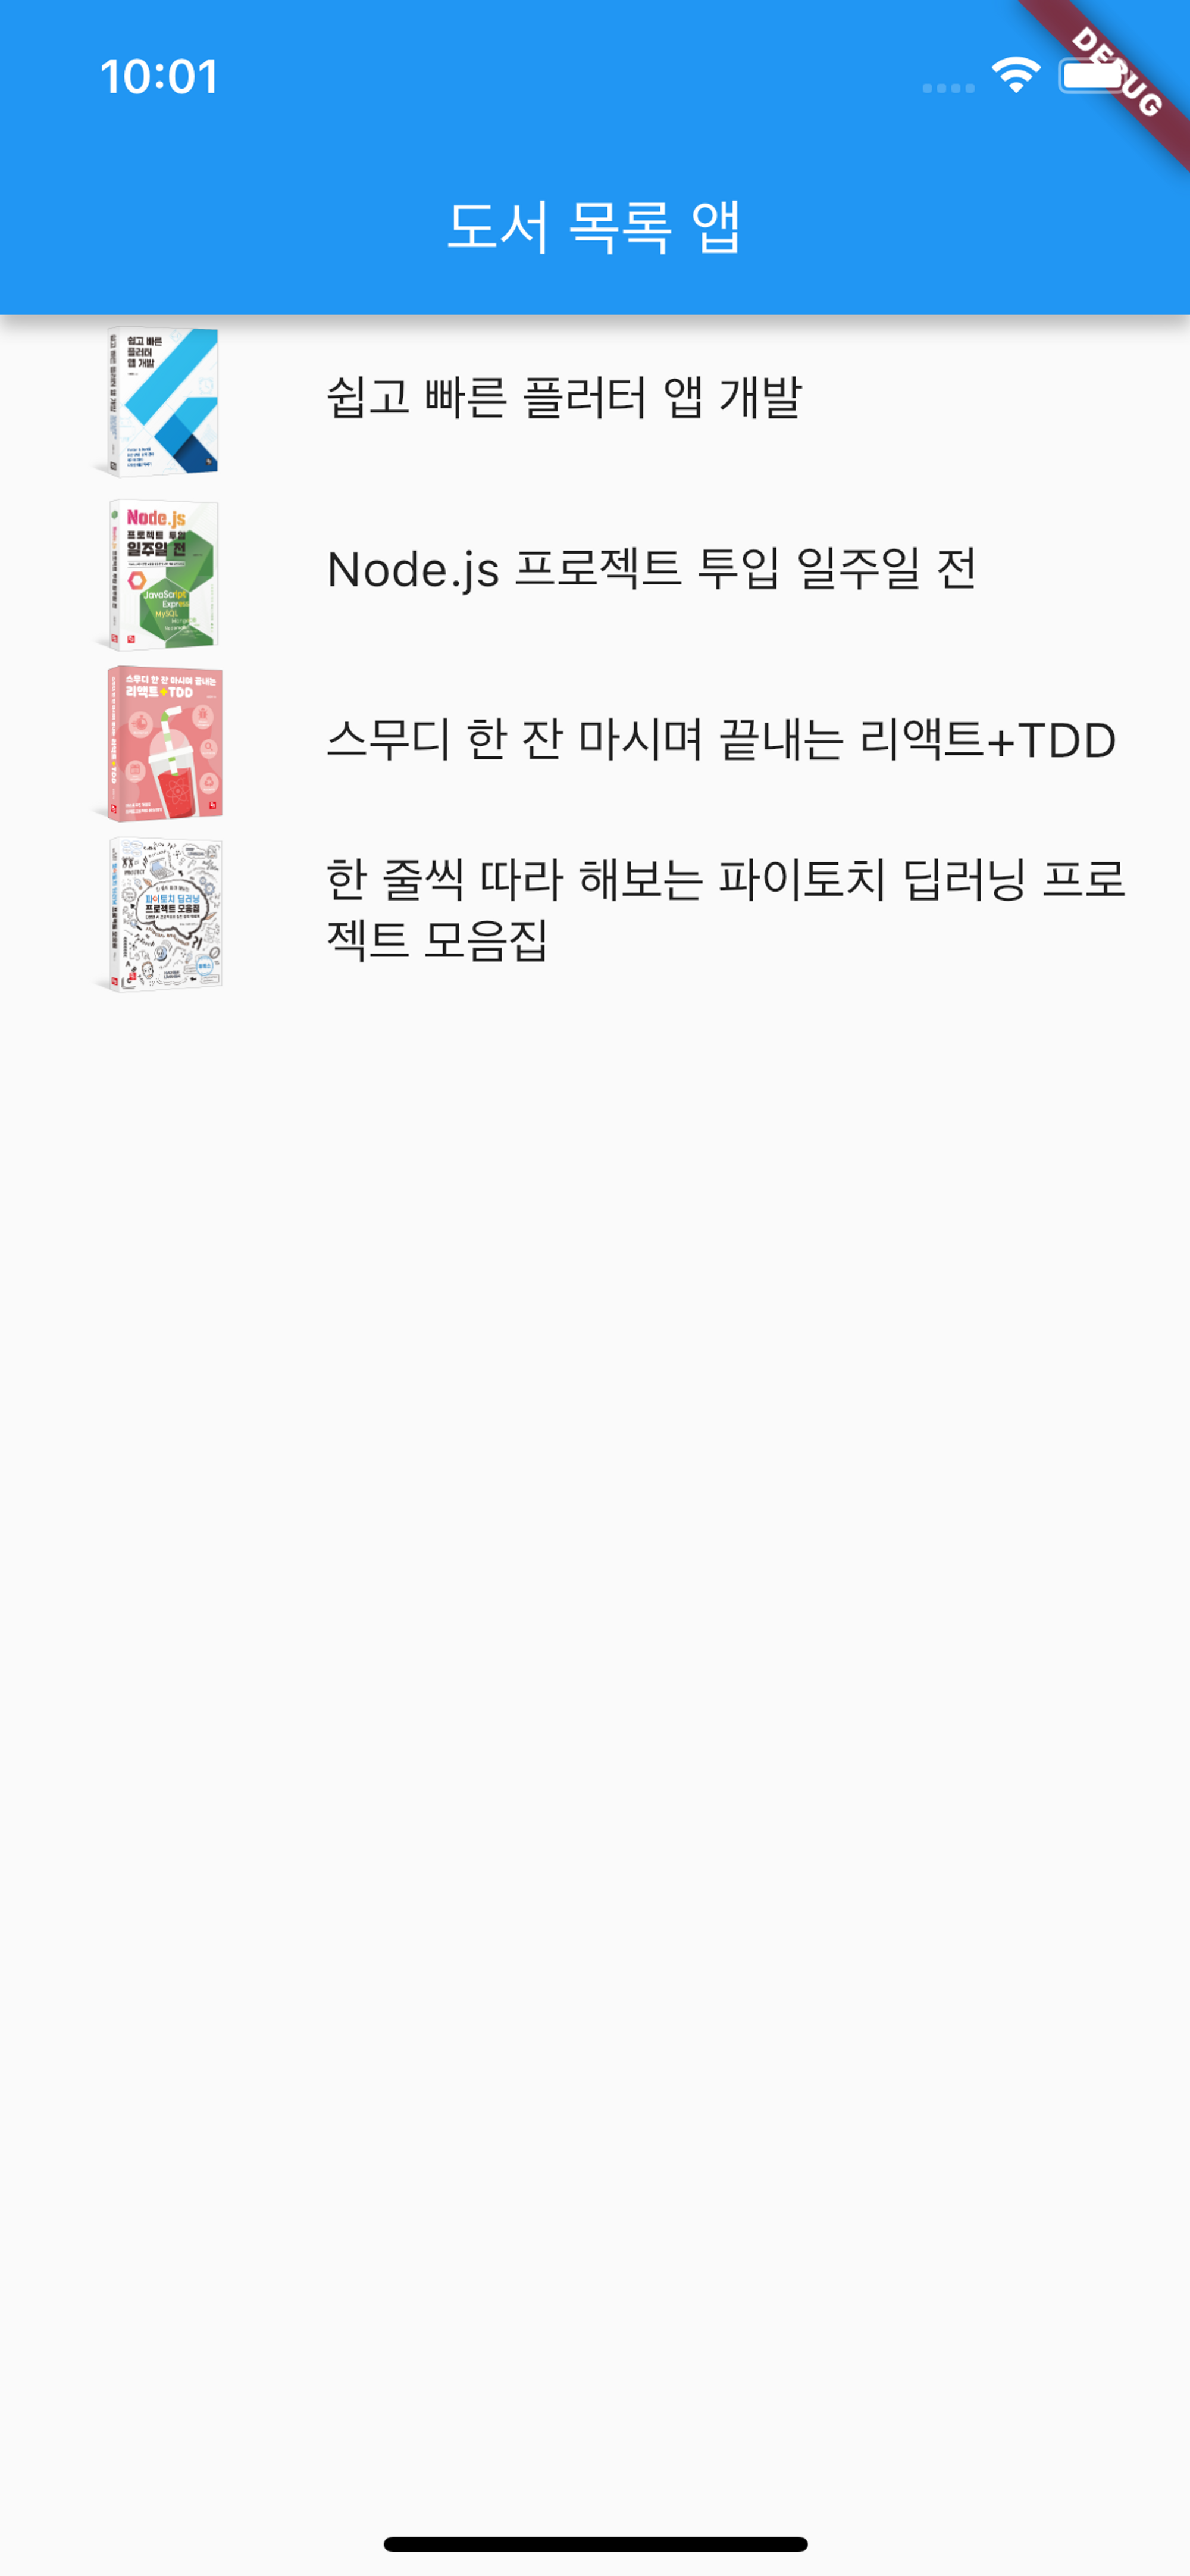 10:01
DEBUG
도서 목록 앱
쉽고 빠른
플러터
앱 개발
쉽고 빠른 플러터 앱 개발
Node.js
프로젝트 투입
일주일 전
JavaScript
Express
MySQL
Node.js 프로젝트 투입 일주일 전
스무디 한 잔 마시며 끝내는
리액트+TDD
스무디 한 잔 마시며 끝내는 리액트+TDD
파이토치 딥러닝
프로젝트 모음집
한 줄씩 따라 해보는 파이토치 딥러닝 프로
젝트 모음집